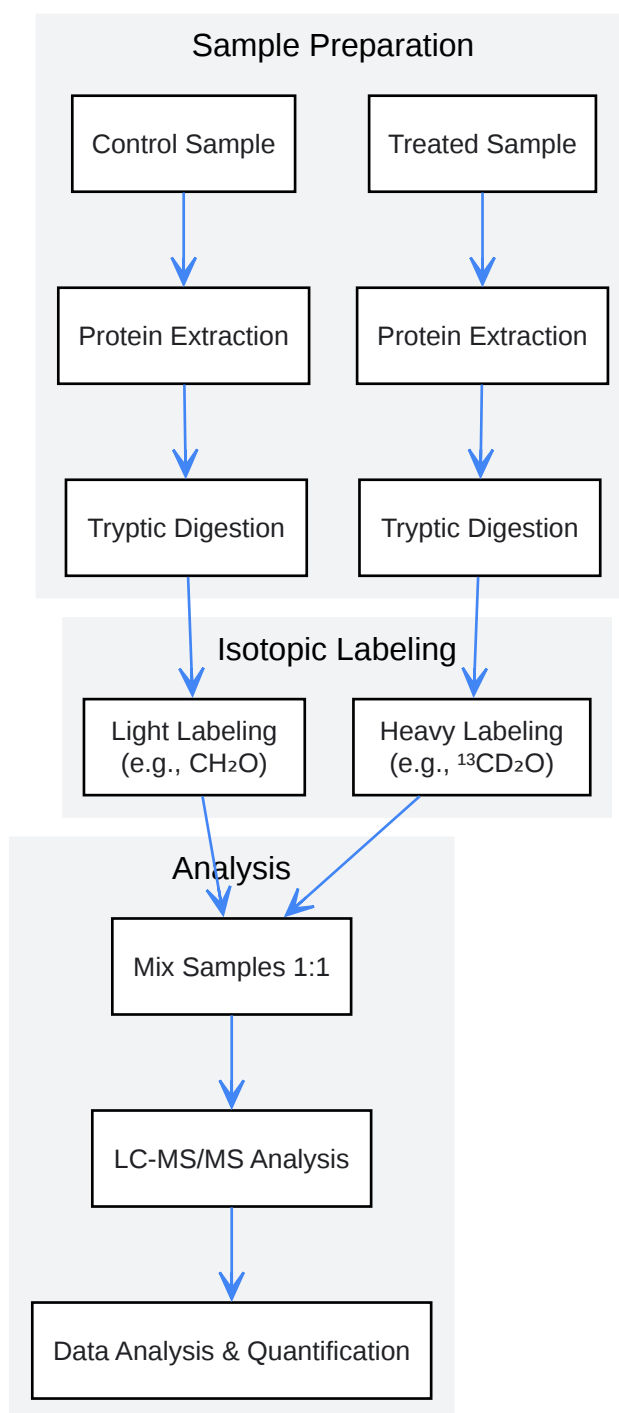 Sample Preparation
Control Sample
Treated Sample
Protein Extraction
Protein Extraction
Tryptic Digestion
Tryptic Digestion
Isotopic Labeling
Light Labeling
(e.g., CH₂O)
Heavy Labeling
(e.g., ¹³CD₂O)
Analysis
Mix Samples 1:1
LC-MS/MS Analysis
Data Analysis & Quantification